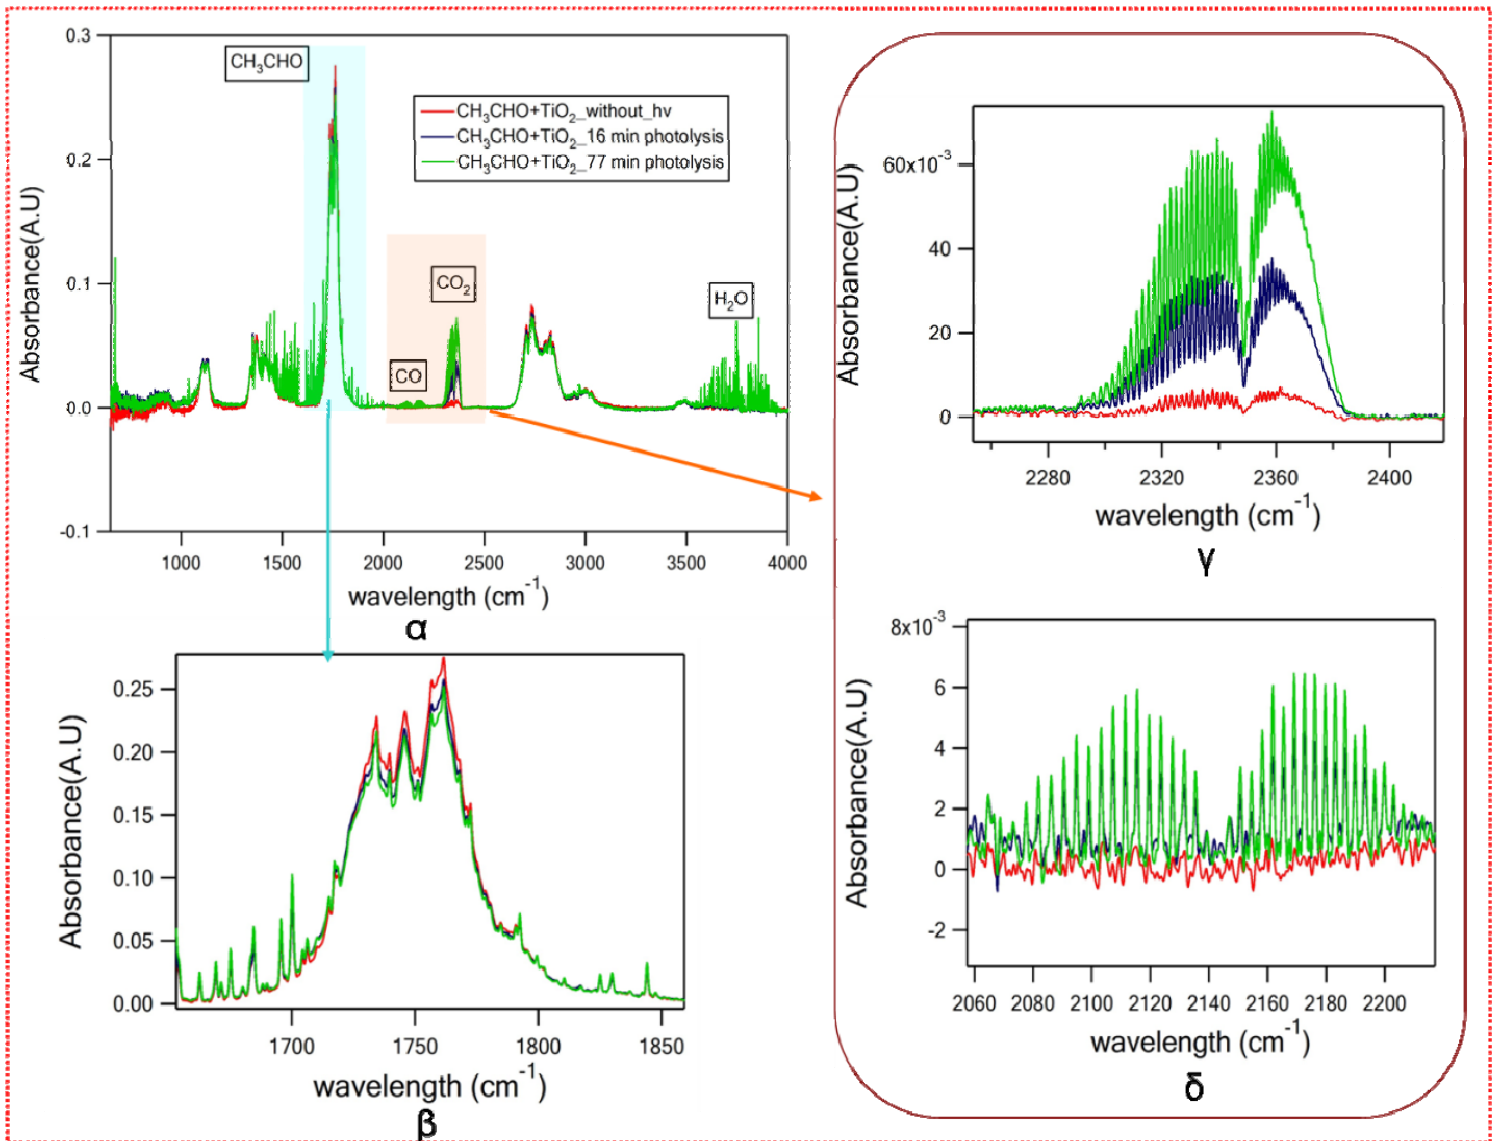 0.3
0.2
0.1
0.0
-0.1
Absorbance(A.U)
CH₃CHO
CH₃CHO+TiO₂_without_hv
CH₃CHO+TiO₂_16 min photolysis
CH₃CHO+TiO₂_77 min photolysis
CO₂
CO
H₂O
1000 1500 2000 2500 3000 3500 4000
wavelength (cm⁻¹)
α
0.25
0.20
0.15
0.10
0.05
0.00
Absorbance(A.U)
1700 1750 1800 1850
wavelength (cm⁻¹)
β
60x10⁻³
40
20
0
Absorbance(A.U)
2280 2320 2360 2400
wavelength (cm⁻¹)
γ
8x10⁻³
6
4
2
0
-2
Absorbance(A.U)
2060 2080 2100 2120 2140 2160 2180 2200
wavelength (cm⁻¹)
δ